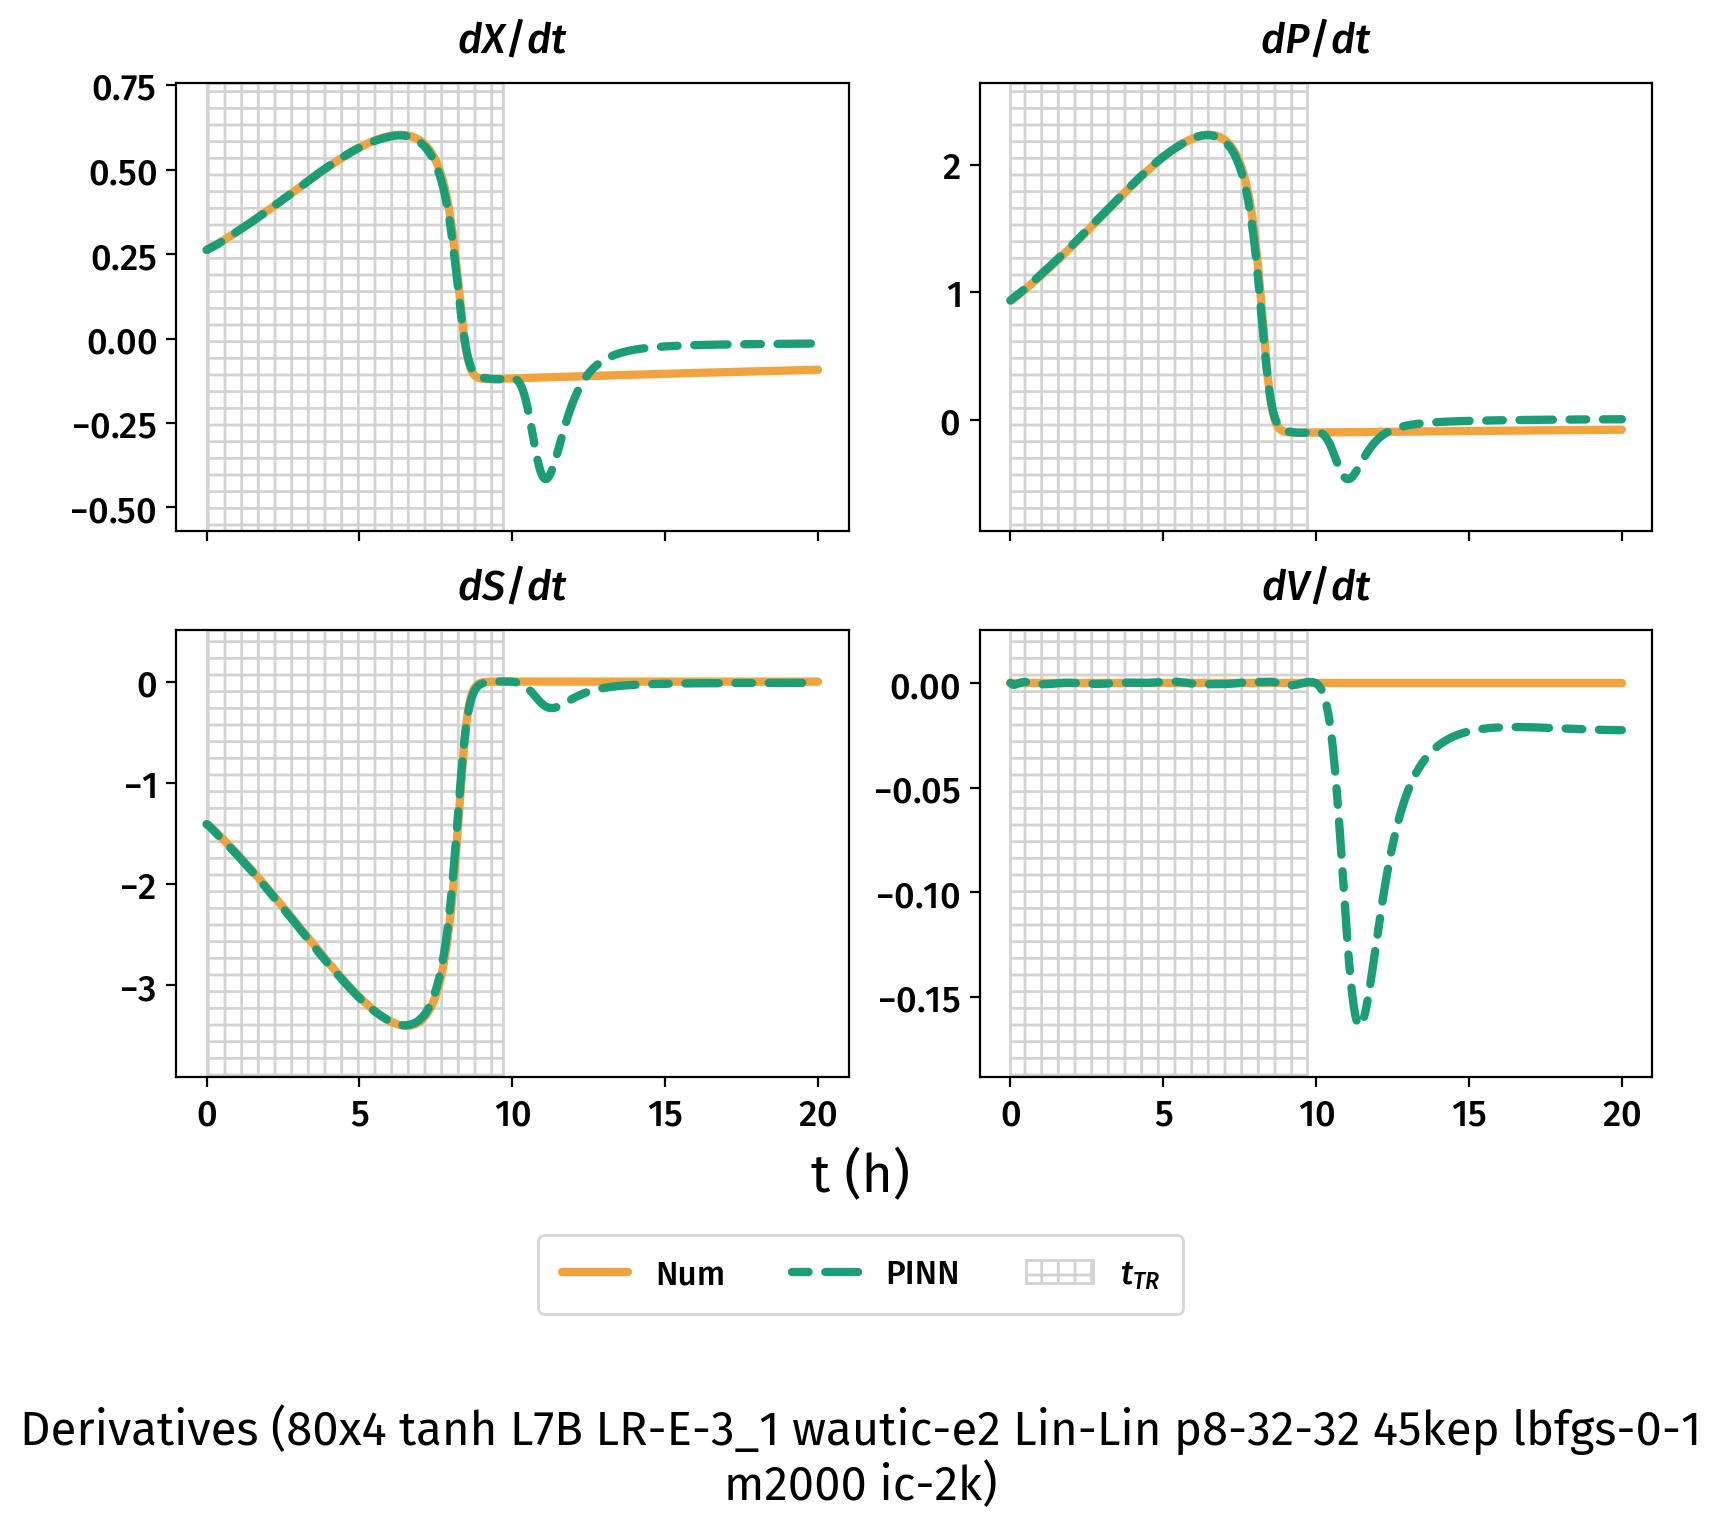 dX/dt
dP/dt
0.75
0.50
0.25
0.00
−0.25
−0.50
2
1
0
dS/dt
dV/dt
0
−1
−2
−3
0.00
−0.05
−0.10
−0.15
0 5 10 15 20
0 5 10 15 20
t (h)
Num PINN tTR
Derivatives (80x4 tanh L7B LR-E-3_1 wautic-e2 Lin-Lin p8-32-32 45kep lbfgs-0-1
m2000 ic-2k)